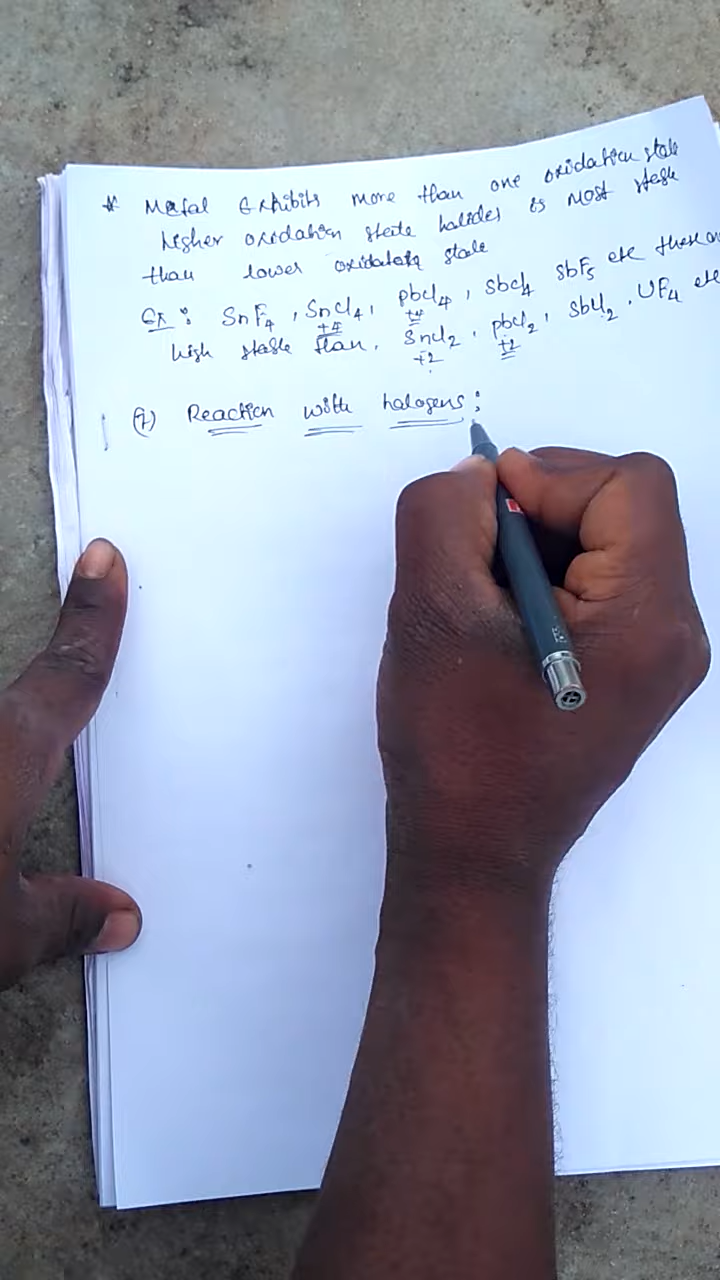 * Metal Exhibits more than one oxidation state
higher oxidation state halides is most stable
than lower oxidation state
Ex : SnF4 , SnCl4 , pbCl4 , SbCl4 SbF5 etc these are
+4 +4
high stable than , SnCl2 , pbCl2 , SbCl2 , UF4 etc
+2 +2
(7) Reaction with halogens :